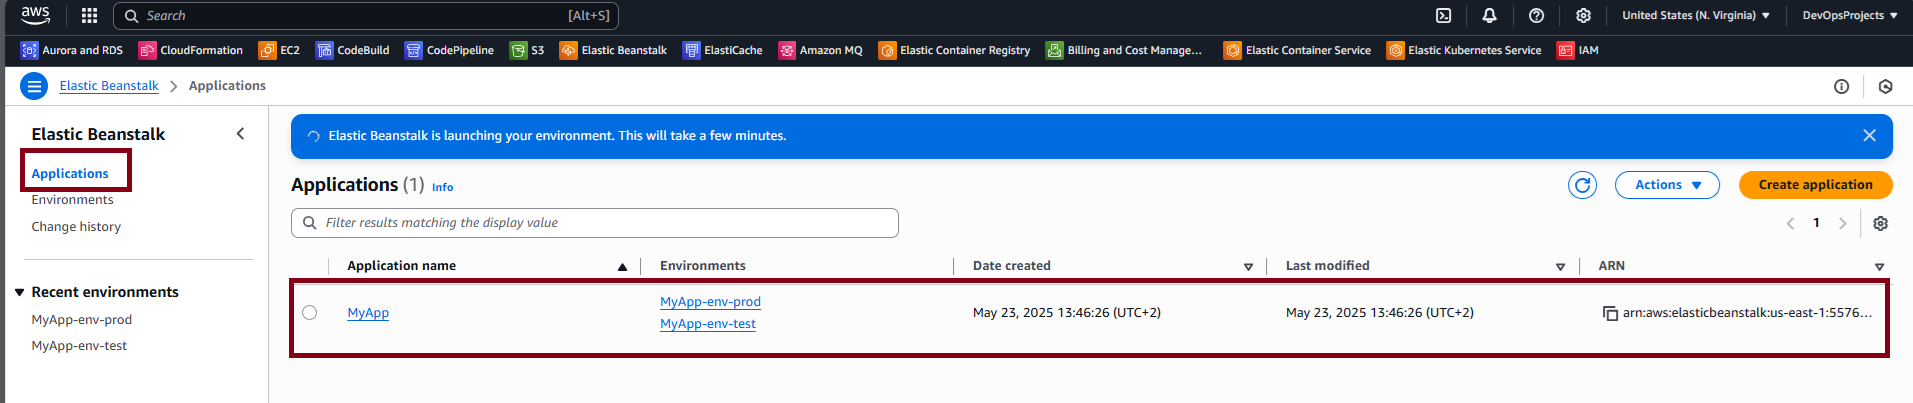 aws Search [Alt+S] United States (N. Virginia) DevOpsProjects
Aurora and RDS CloudFormation EC2 CodeBuild CodePipeline S3 Elastic Beanstalk ElastiCache Amazon MQ Elastic Container Registry Billing and Cost Manage... Elastic Container Service Elastic Kubernetes Service IAM
Elastic Beanstalk Applications
Elastic Beanstalk
Applications
Environments
Change history
Recent environments
MyApp-env-prod
MyApp-env-test
Elastic Beanstalk is launching your environment. This will take a few minutes.
Applications (1) Info
Actions
Create application
Filter results matching the display value
1
Application name Environments Date created Last modified ARN
MyApp MyApp-env-prod May 23, 2025 13:46:26 (UTC+2) May 23, 2025 13:46:26 (UTC+2) arn:aws:elasticbeanstalk:us-east-1:5576...
MyApp-env-test